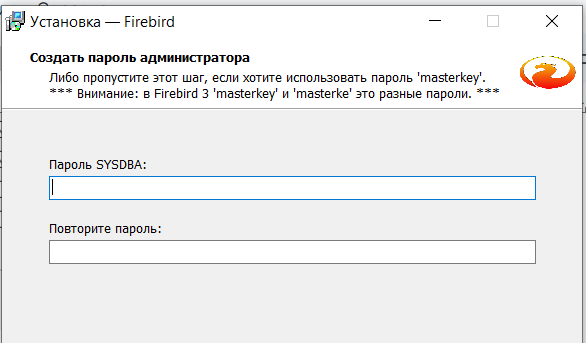 Установка — Firebird
Создать пароль администратора
Либо пропустите этот шаг, если хотите использовать пароль 'masterkey'.
*** Внимание: в Firebird 3 'masterkey' и 'masterke' это разные пароли. ***
Пароль SYSDBA:
Повторите пароль: